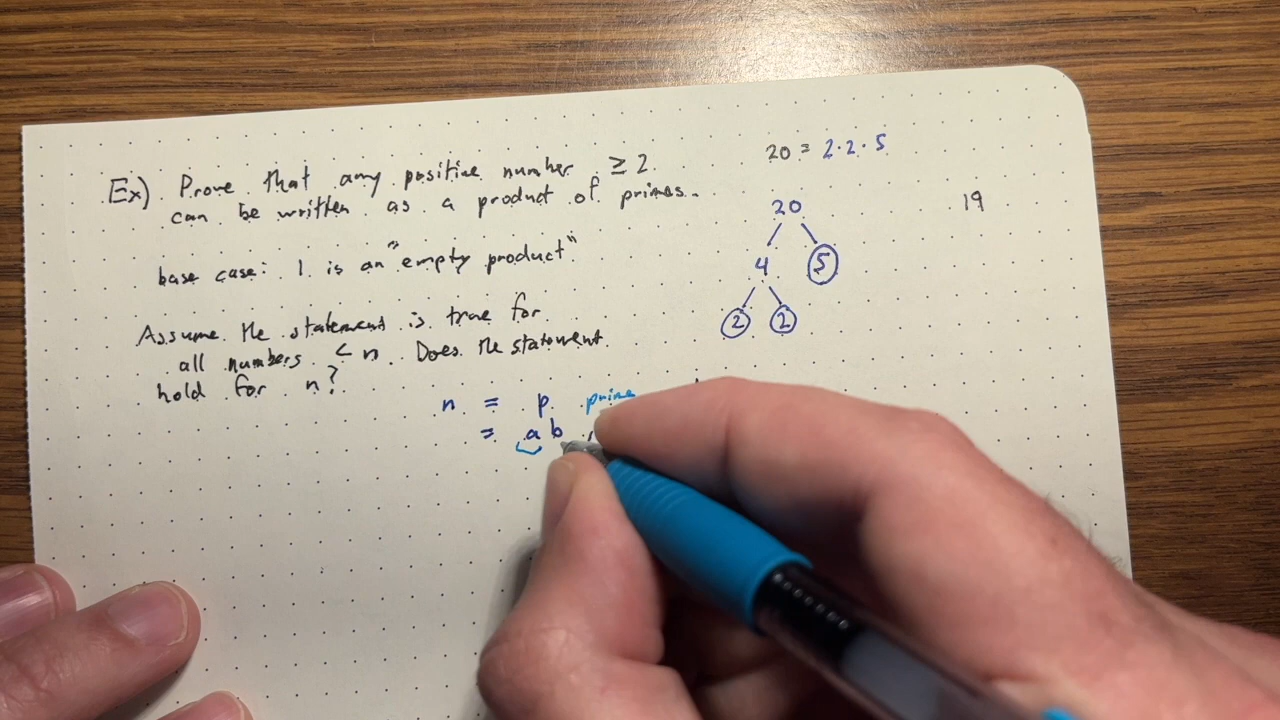 Ex) Prove that any positive number ≥ 2
can be written as a product of primes.
base case: 1 is an "empty product"
Assume the statement is true for
all numbers < n. Does the statement
hold for n?
n = p prime
= ab
20 = 2·2·5
20
4 5
2 2
19